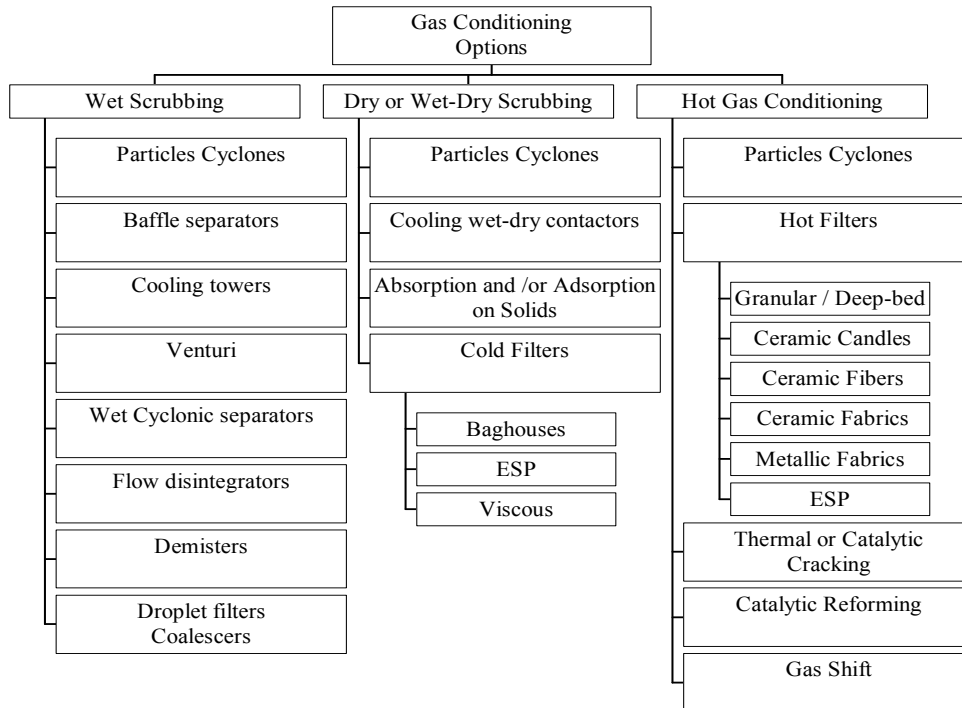 Gas Conditioning
Options
Wet Scrubbing
Particles Cyclones
Baffle separators
Cooling towers
Venturi
Wet Cyclonic separators
Flow disintegrators
Demisters
Droplet filters
Coalescers
Dry or Wet-Dry Scrubbing
Particles Cyclones
Cooling wet-dry contactors
Absorption and /or Adsorption
on Solids
Cold Filters
Baghouses
ESP
Viscous
Hot Gas Conditioning
Particles Cyclones
Hot Filters
Granular / Deep-bed
Ceramic Candles
Ceramic Fibers
Ceramic Fabrics
Metallic Fabrics
ESP
Thermal or Catalytic
Cracking
Catalytic Reforming
Gas Shift